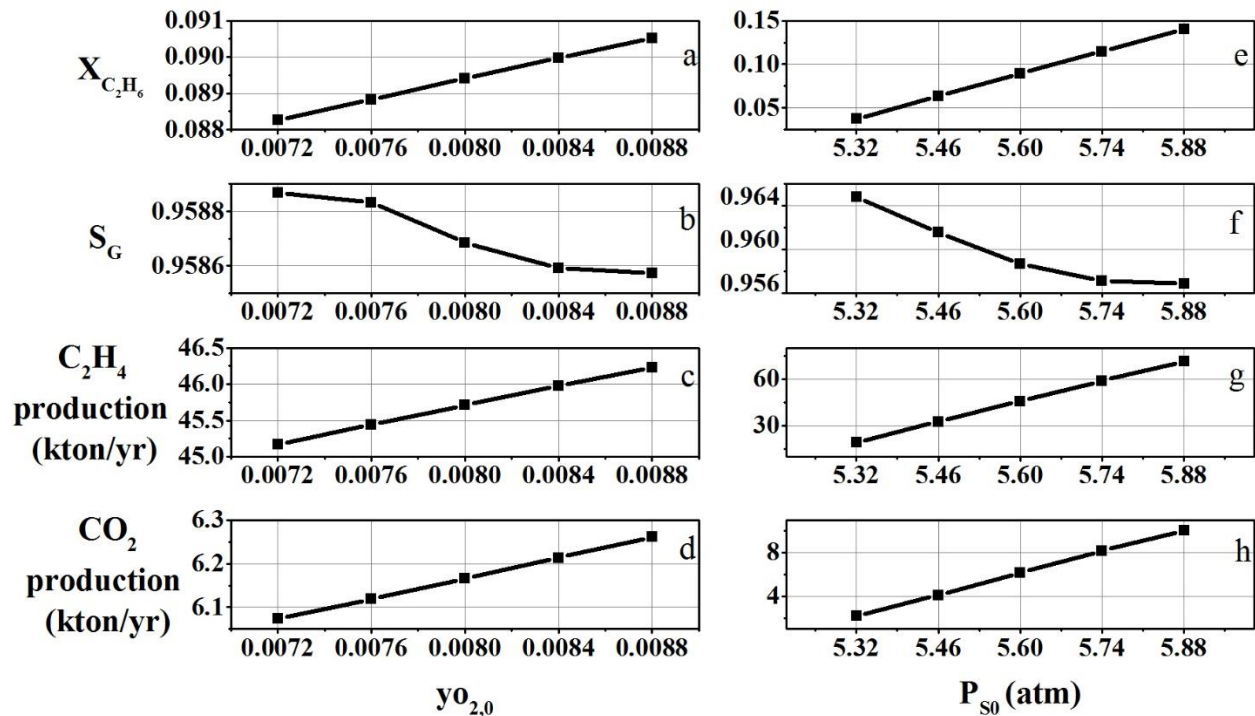 0.091
0.090
0.089
0.088
X_{C_2H_6}
a
0.0072 0.0076 0.0080 0.0084 0.0088
0.15
0.10
0.05
e
5.32 5.46 5.60 5.74 5.88
0.9588
0.9586
S_G
b
0.0072 0.0076 0.0080 0.0084 0.0088
0.964
0.960
0.956
f
5.32 5.46 5.60 5.74 5.88
C₂H₄
production
(kton/yr)
46.5
46.0
45.5
45.0
c
0.0072 0.0076 0.0080 0.0084 0.0088
60
30
g
5.32 5.46 5.60 5.74 5.88
CO₂
production
(kton/yr)
6.3
6.2
6.1
d
0.0072 0.0076 0.0080 0.0084 0.0088
8
4
h
5.32 5.46 5.60 5.74 5.88
yo_{2,0}
P_{S0} (atm)